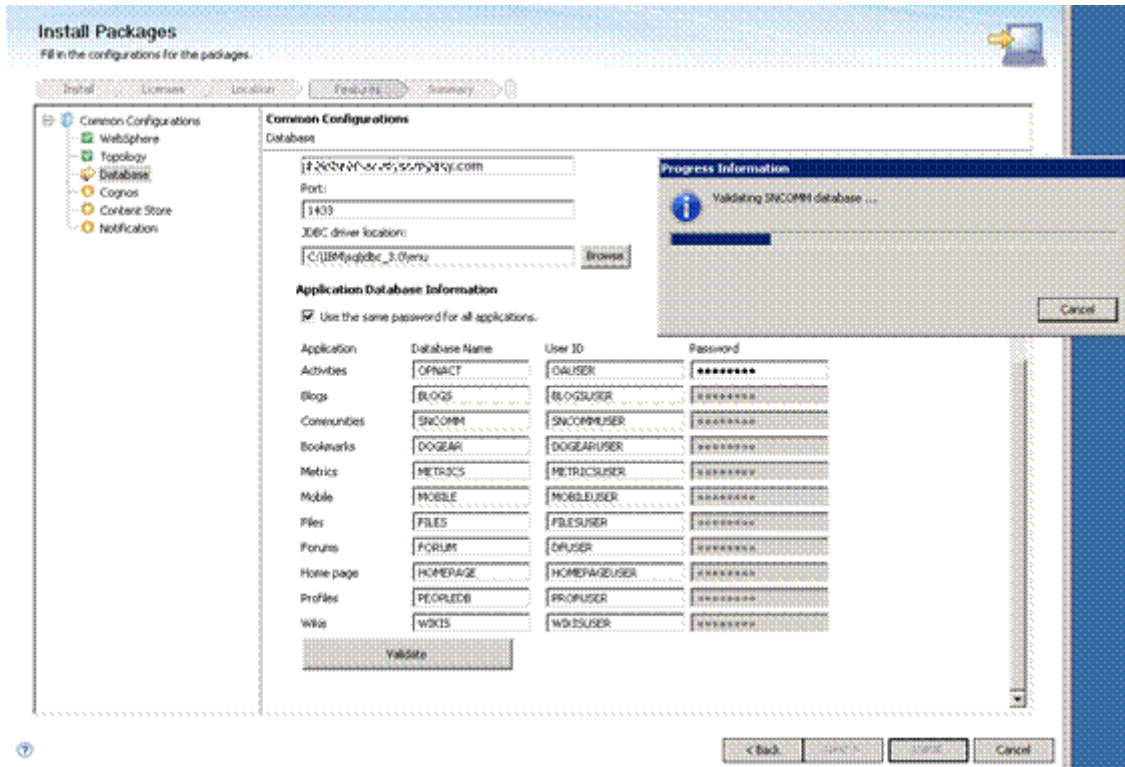 Install Packages
Fill in the configurations for the packages.
Install Licenses Location Features Summary
Common Configurations
WebSphere
Topology
Database
Cognos
Content Store
Notification
Common Configurations
Database
Port:
1433
JDBC driver location:
Browse
Progress Information
Validating SNCOMM database ...
Cancel
Application Database Information
Use the same password for all applications.
Application Database Name User ID Password
Activities OPNACT OAUSER ********
Blogs BLOGS BLOGSUSER ********
Communities SNCOMM SNCOMMUSER ********
Bookmarks DOGEAR DOGEARUSER ********
Metrics METRICS METRICSUSER ********
Mobile MOBILE MOBILEUSER ********
Files FILES FILESUSER ********
Forums FORUM DFUSER ********
Home page HOMEPAGE HOMEPAGEUSER ********
Profiles PEOPLEDB PROFUSER ********
Wikis WIKIS WIKISUSER ********
Validate
? < Back Next > Install Cancel